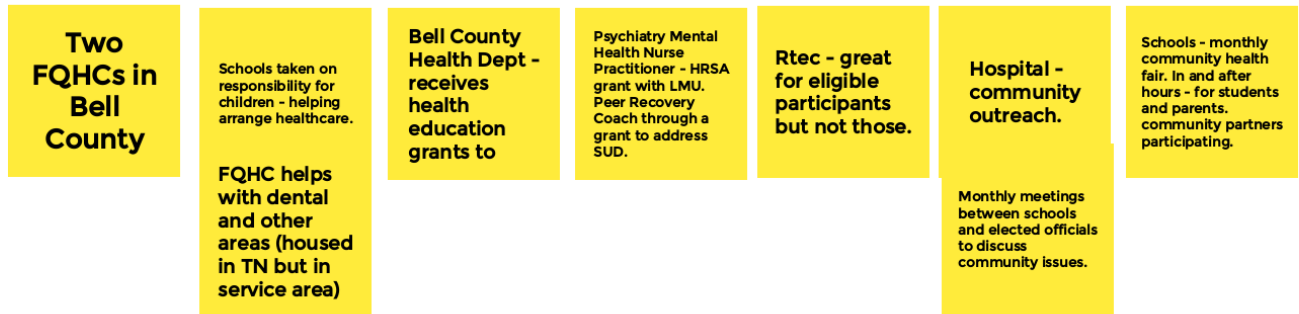 Two
FQHCs in
Bell
County
Schools taken on
responsibility for
children - helping
arrange healthcare.
FQHC helps
with dental
and other
areas (housed
in TN but in
service area)
Bell County
Health Dept -
receives
health
education
grants to
Psychiatry Mental
Health Nurse
Practitioner - HRSA
grant with LMU.
Peer Recovery
Coach through a
grant to address
SUD.
Rtec - great
for eligible
participants
but not those.
Hospital -
community
outreach.
Monthly meetings
between schools
and elected officials
to discuss
community issues.
Schools - monthly
community health
fair. In and after
hours - for students
and parents.
community partners
participating.